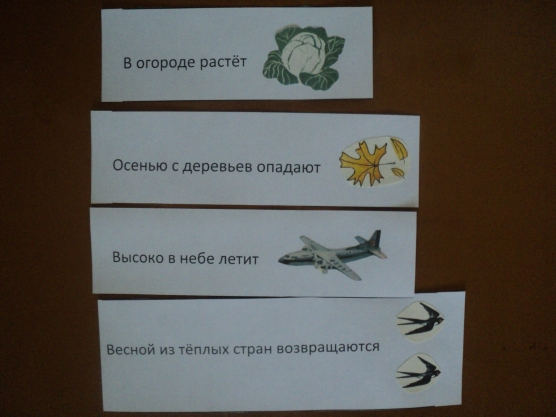 В огороде растёт
Осенью с деревьев опадают
Высоко в небе летит
Весной из тёплых стран возвращаются